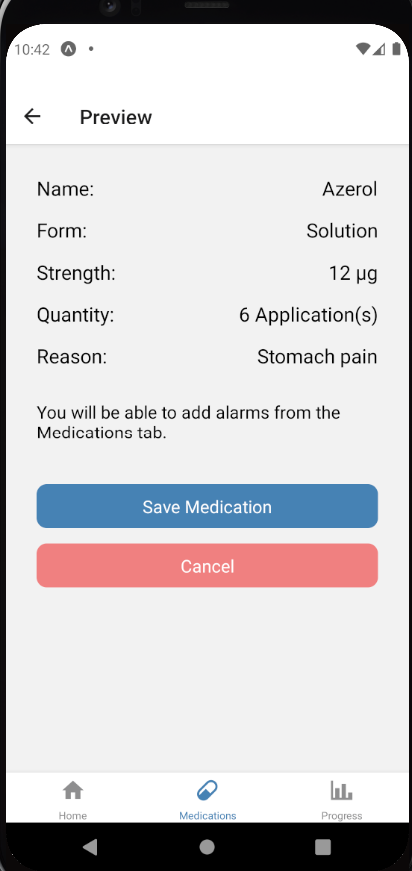 10:42
Preview
Name: Azerol
Form: Solution
Strength: 12 µg
Quantity: 6 Application(s)
Reason: Stomach pain
You will be able to add alarms from the
Medications tab.
Save Medication
Cancel
Home Medications Progress